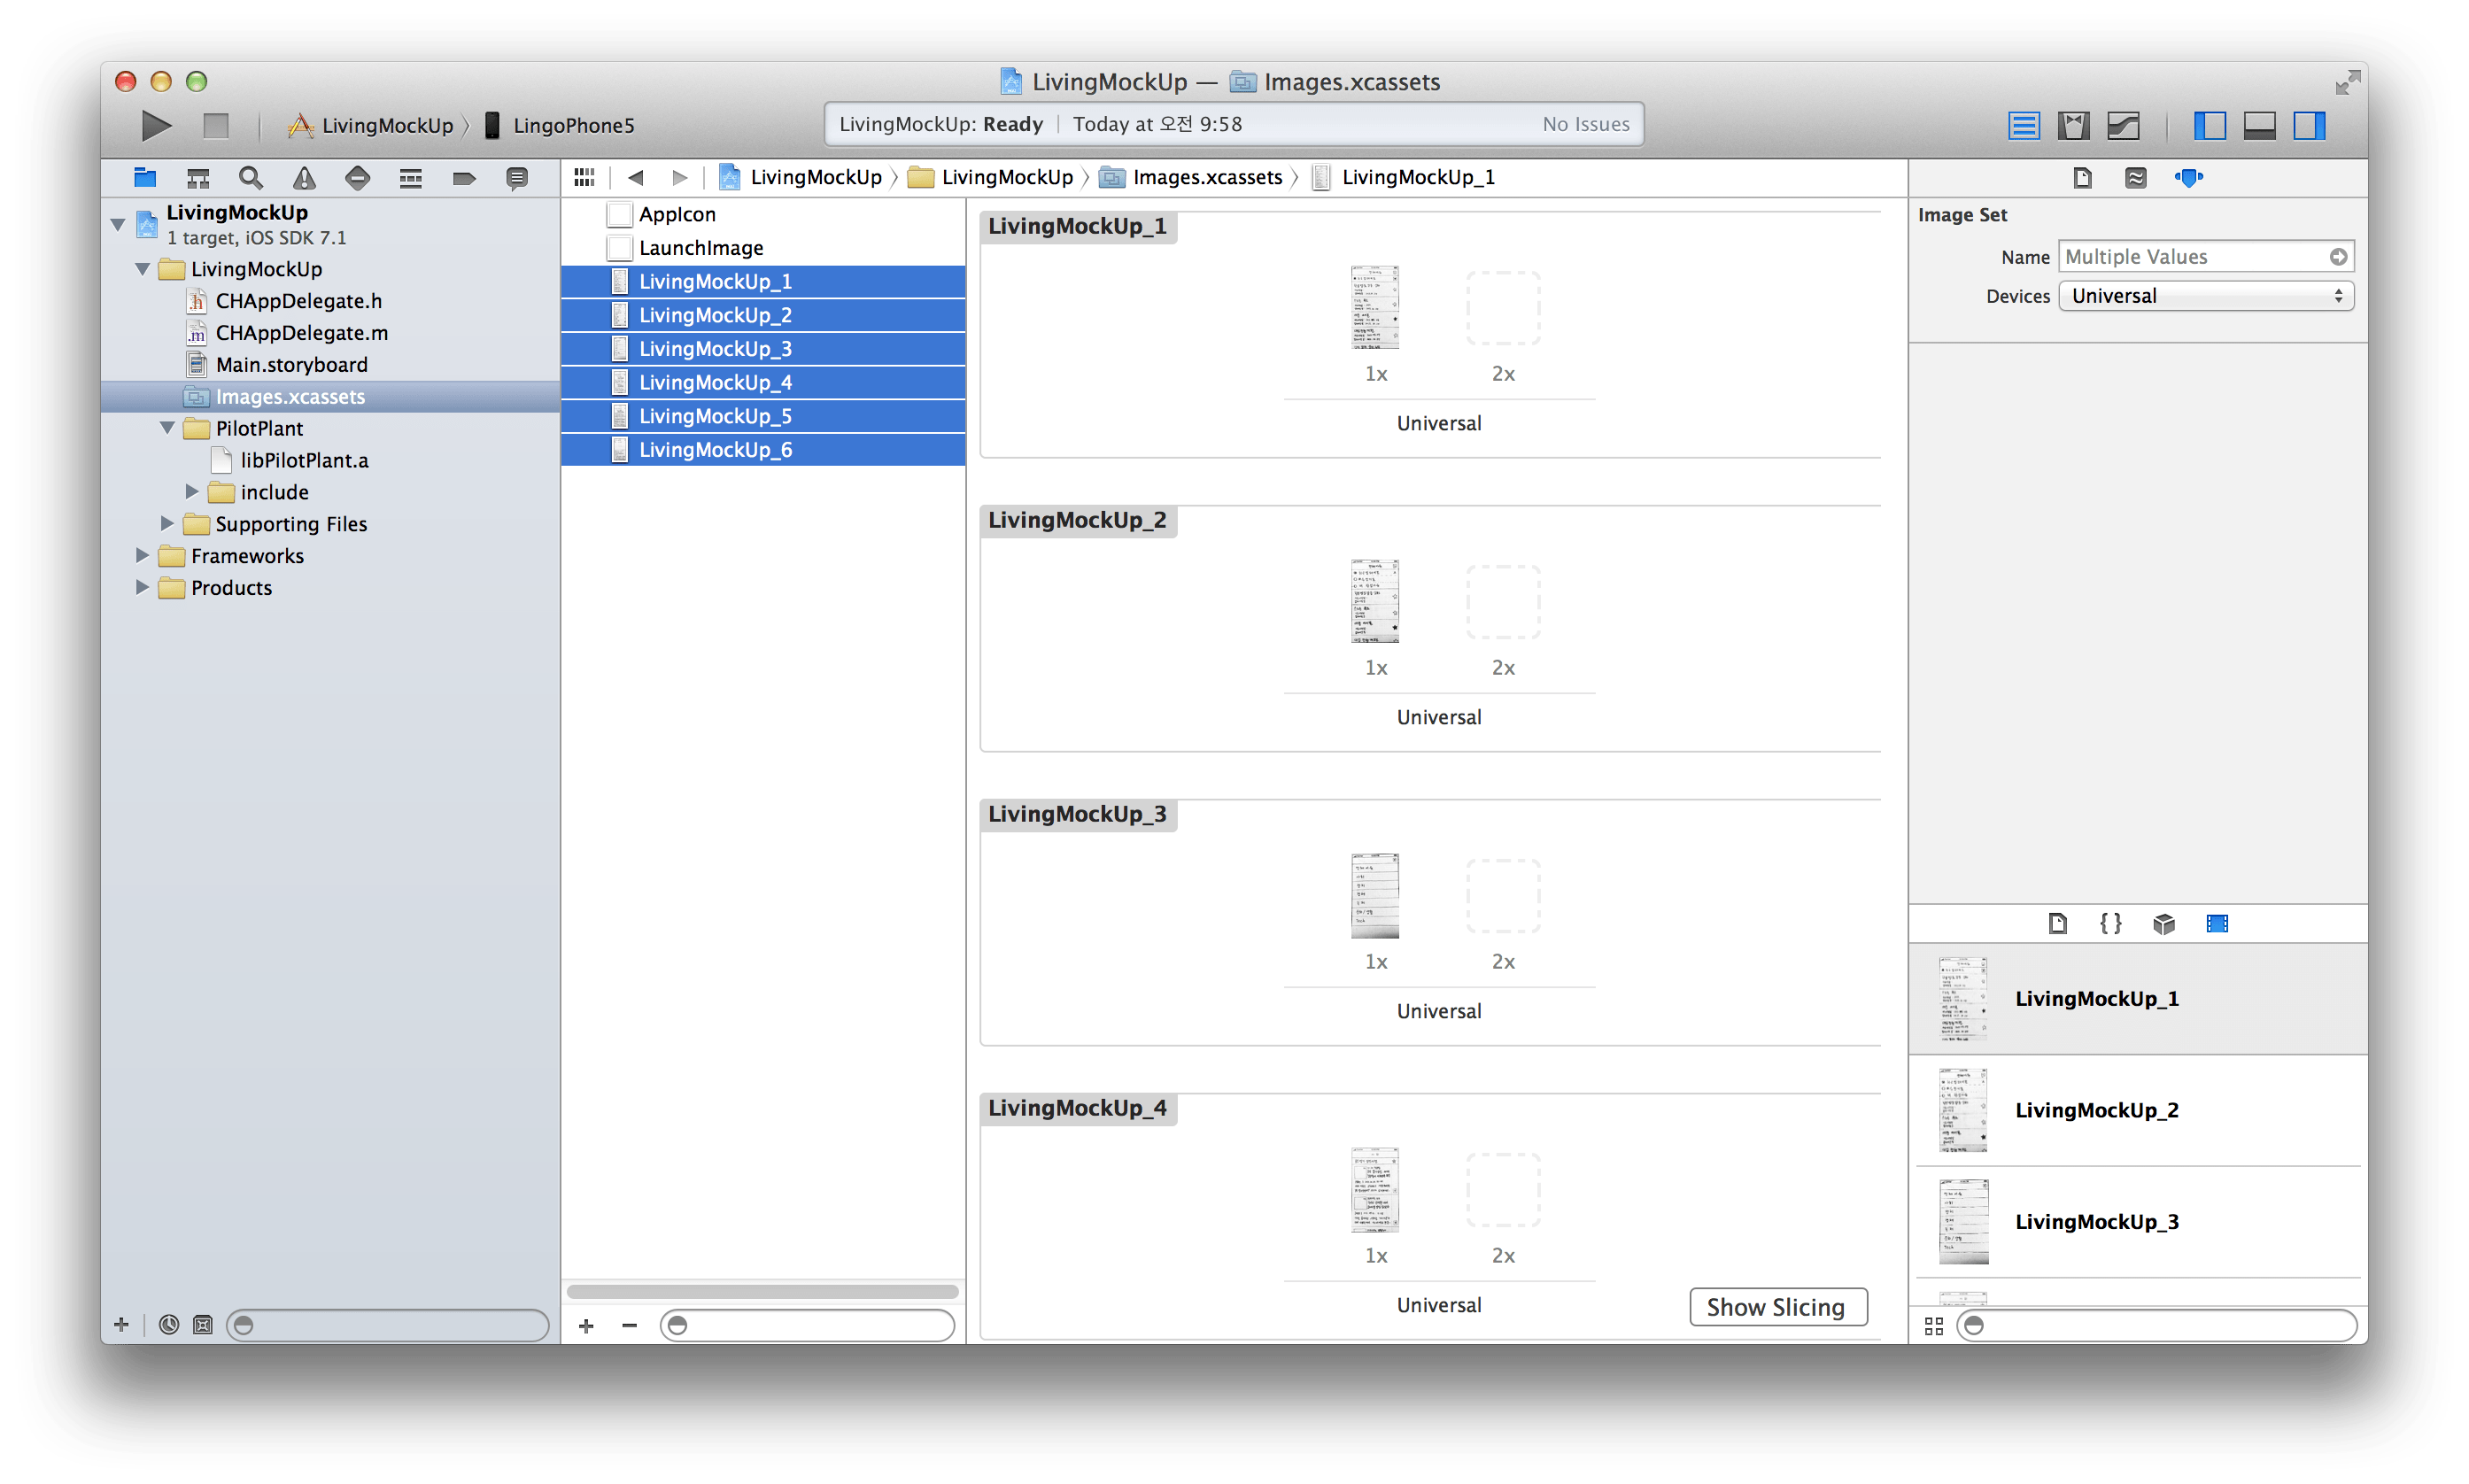 LivingMockUp — Images.xcassets
LivingMockUp LingoPhone5
LivingMockUp: Ready Today at 오전 9:58 No Issues
LivingMockUp LivingMockUp Images.xcassets LivingMockUp_1
LivingMockUp
1 target, iOS SDK 7.1
LivingMockUp
CHAppDelegate.h
CHAppDelegate.m
Main.storyboard
Images.xcassets
PilotPlant
libPilotPlant.a
include
Supporting Files
Frameworks
Products
AppIcon
LaunchImage
LivingMockUp_1
LivingMockUp_2
LivingMockUp_3
LivingMockUp_4
LivingMockUp_5
LivingMockUp_6
LivingMockUp_1
1x 2x
Universal
LivingMockUp_2
1x 2x
Universal
LivingMockUp_3
1x 2x
Universal
LivingMockUp_4
1x 2x
Universal
Show Slicing
Image Set
Name Multiple Values
Devices Universal
LivingMockUp_1
LivingMockUp_2
LivingMockUp_3